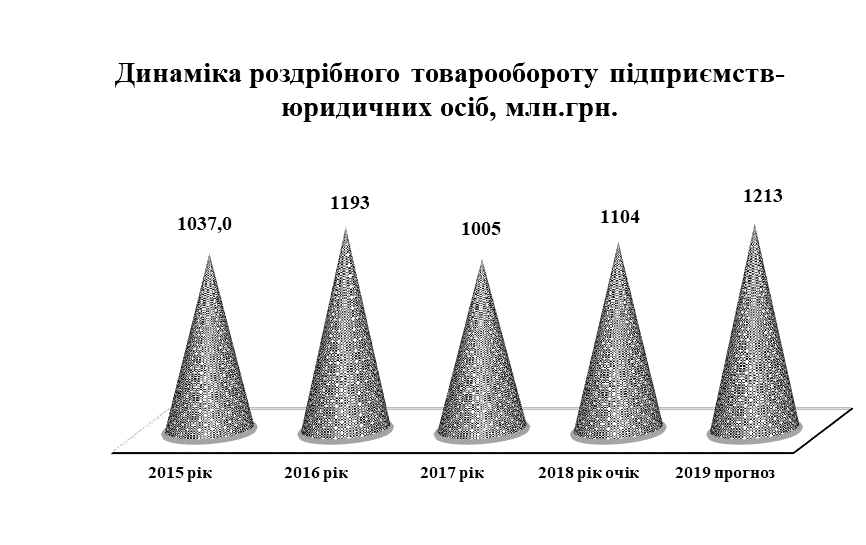 Динаміка роздрібного товарообороту підприємств-
юридичних осіб, млн.грн.
1037,0
1193
1005
1104
1213
2015 рік
2016 рік
2017 рік
2018 рік очік
2019 прогноз